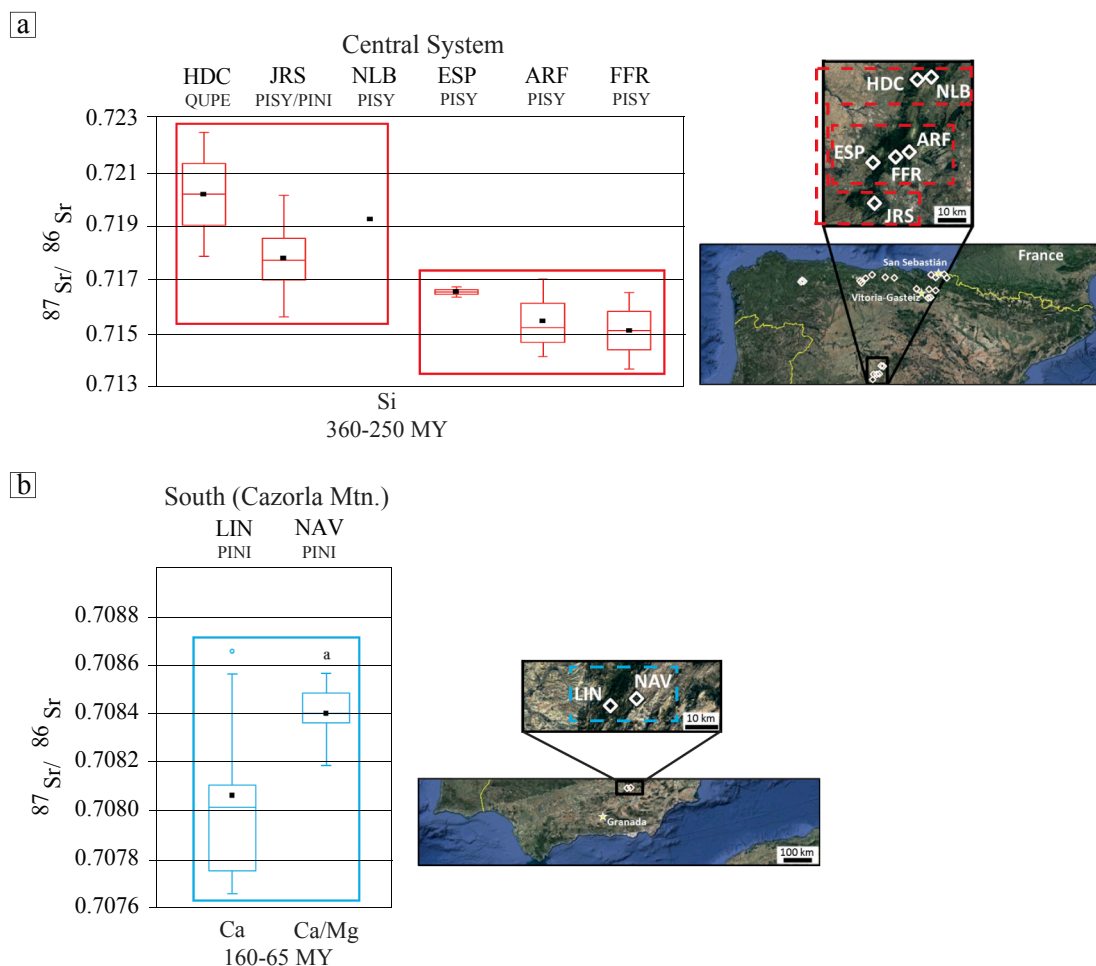 a
Central System
HDC JRS NLB ESP ARF FFR
QUPE PISY/PINI PISY PISY PISY PISY
0.723
0.721
0.719
0.717
0.715
0.713
87Sr/ 86Sr
Si
360-250 MY
HDC
NLB
ARF
ESP
FFR
JRS
10 km
San Sebastián
France
Vitoria-Gasteiz
b
South (Cazorla Mtn.)
LIN NAV
PINI PINI
0.7088
0.7086
0.7084
0.7082
0.7080
0.7078
0.7076
87Sr/ 86Sr
a
Ca Ca/Mg
160-65 MY
LIN
NAV
10 km
Granada
100 km